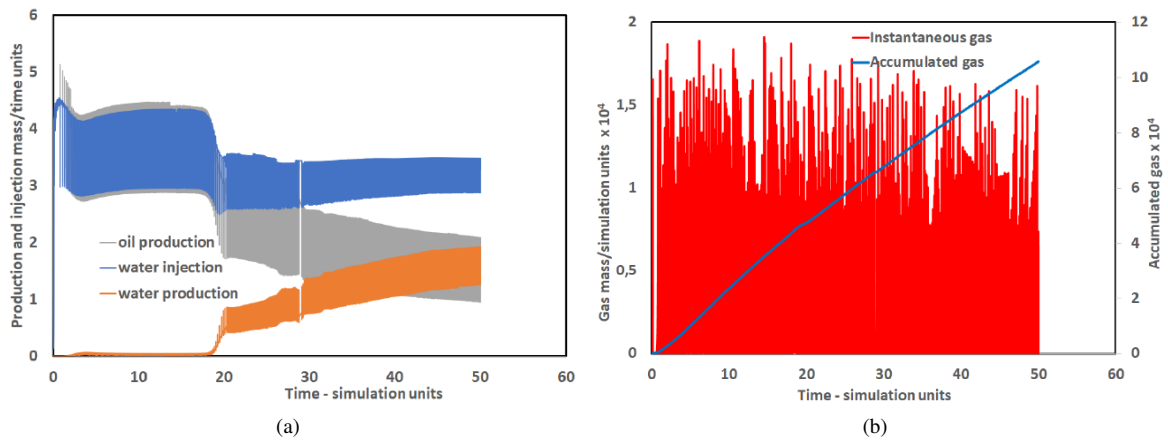 Production and injection mass/time units
6
5
4
3
2
1
0
oil production
water injection
water production
0
10
20
30
40
50
60
Time - simulation units
(a)
Gas mass/simulation units x 10⁴
2
1,5
1
0,5
0
Instantaneous gas
Accumulated gas
12
10
8
6
4
2
0
Accumulated gas x 10⁴
0
10
20
30
40
50
60
Time - simulation units
(b)